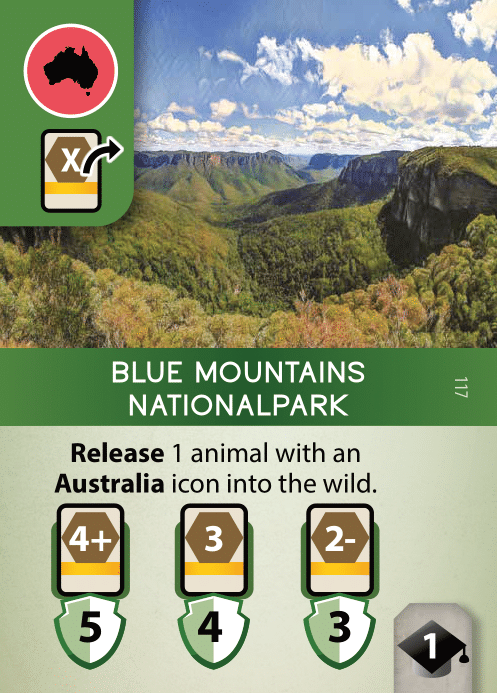 X
BLUE MOUNTAINS
NATIONALPARK
117
Release 1 animal with an
Australia icon into the wild.
4+ 3 2-
5 4 3
1